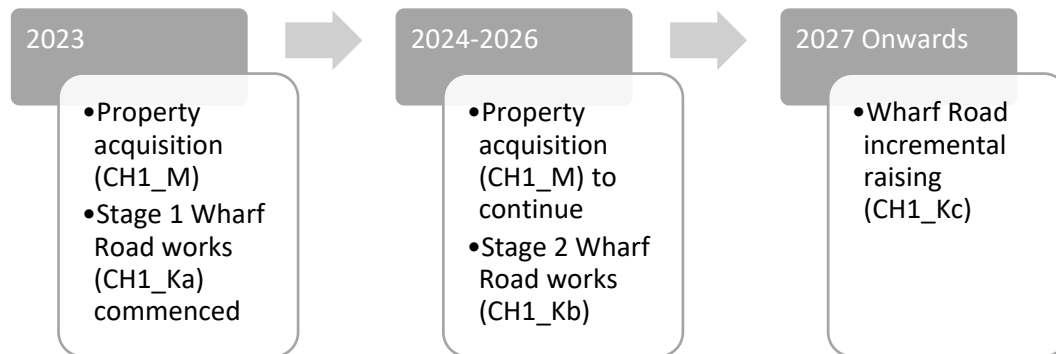 2023
•Property
acquisition
(CH1_M)
•Stage 1 Wharf
Road works
(CH1_Ka)
commenced
2024-2026
•Property
acquisition
(CH1_M) to
continue
•Stage 2 Wharf
Road works
(CH1_Kb)
2027 Onwards
•Wharf Road
incremental
raising
(CH1_Kc)